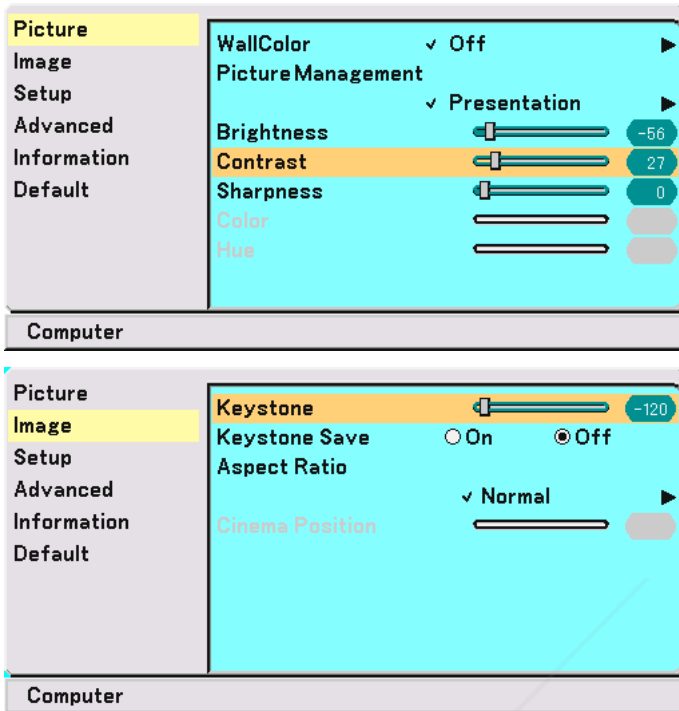 Picture
Image
Setup
Advanced
Information
Default
WallColor ✓ Off ▶
Picture Management
✓ Presentation ▶
Brightness -56
Contrast 27
Sharpness 0
Color
Hue
Computer
Picture
Image
Setup
Advanced
Information
Default
Keystone -120
Keystone Save On Off
Aspect Ratio
✓ Normal ▶
Cinema Position
Computer